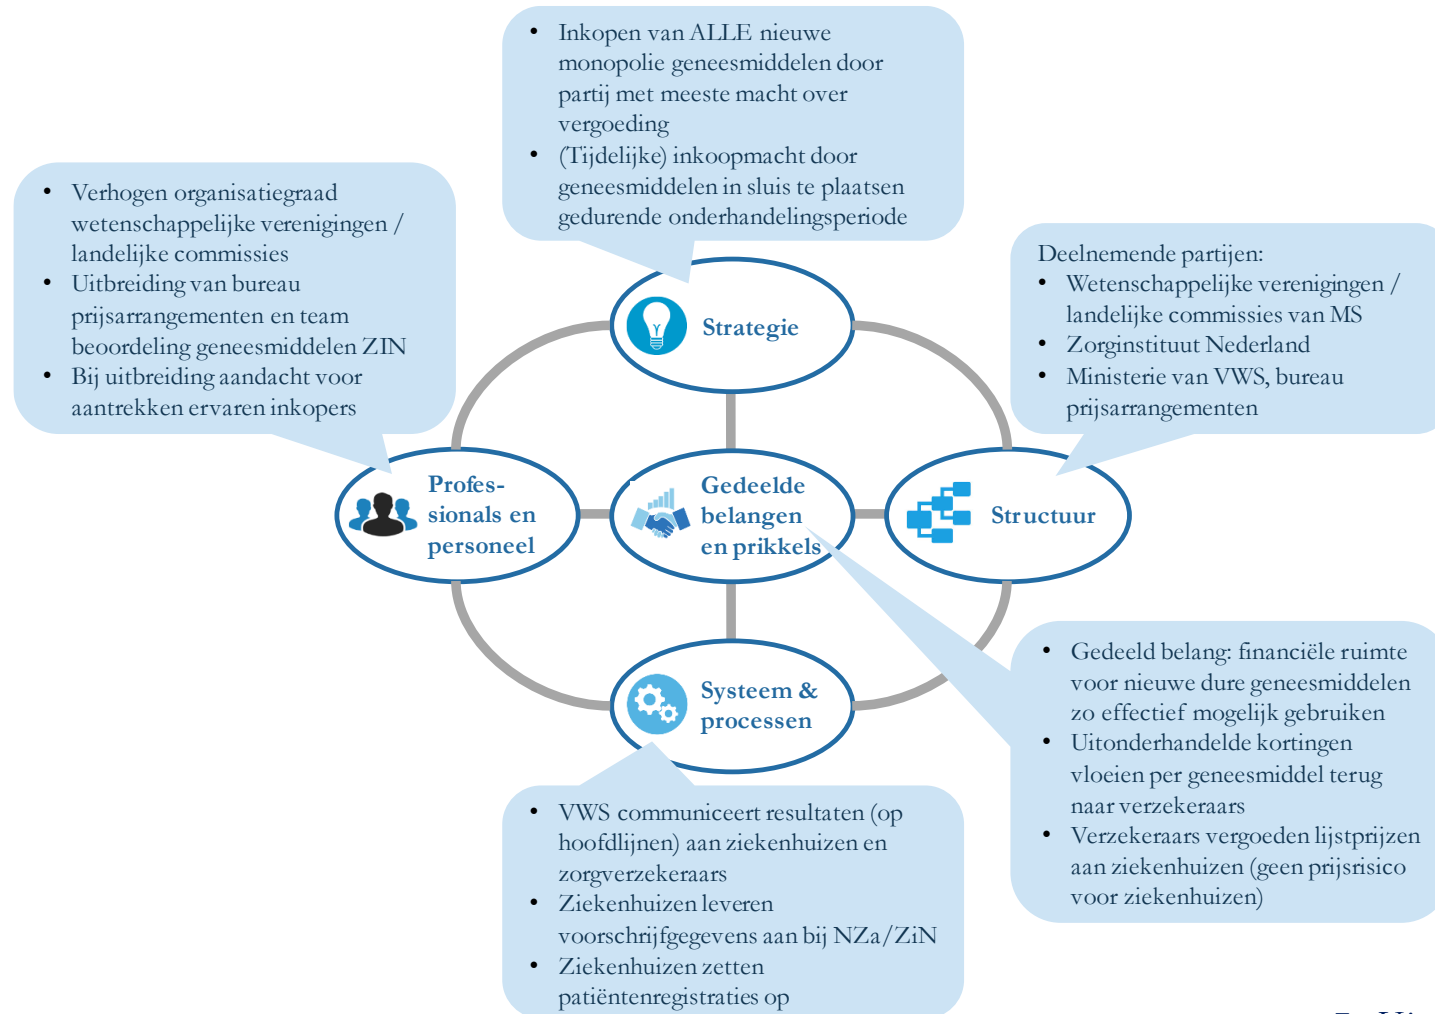 • Inkopen van ALLE nieuwe
monopolie geneesmiddelen door
partij met meeste macht over
vergoeding
• (Tijdelijke) inkoopmacht door
geneesmiddelen in sluis te plaatsen
gedurende onderhandelingsperiode
• Verhogen organisatiegraad
wetenschappelijke verenigingen /
landelijke commissies
• Uitbreiding van bureau
prijsarrangementen en team
beoordeling geneesmiddelen ZIN
• Bij uitbreiding aandacht voor
aantrekken ervaren inkopers
Deelnemende partijen:
• Wetenschappelijke verenigingen /
landelijke commissies van MS
• Zorginstituut Nederland
• Ministerie van VWS, bureau
prijsarrangementen
Strategie
Profes-
sionals en
personeel
Gedeelde
belangen
en prikkels
Structuur
Systeem &
processen
• Gedeeld belang: financiële ruimte
voor nieuwe dure geneesmiddelen
zo effectief mogelijk gebruiken
• Uitonderhandelde kortingen
vloeien per geneesmiddel terug
naar verzekeraars
• Verzekeraars vergoeden lijstprijzen
aan ziekenhuizen (geen prijsrisico
voor ziekenhuizen)
• VWS communiceert resultaten (op
hoofdlijnen) aan ziekenhuizen en
zorgverzekeraars
• Ziekenhuizen leveren
voorschrijfgegevens aan bij NZa/ZiN
• Ziekenhuizen zetten
patiëntenregistraties op